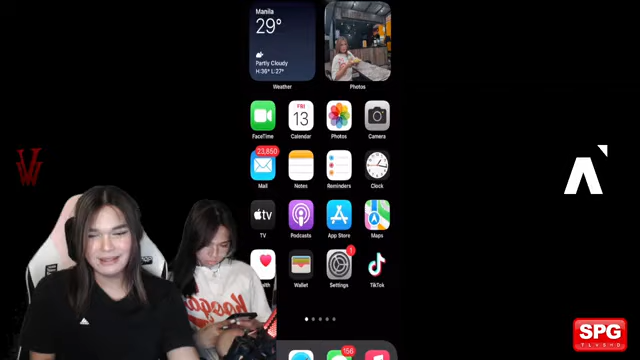 Manila
29°
Partly Cloudy
H:36° L:27°
Weather
Photos
FRI
13
FaceTime
Calendar
Photos
Camera
23,850
Mail
Notes
Reminders
Clock
tv
TV
Podcasts
App Store
Maps
1
Wallet
Settings
TikTok
156
SPG